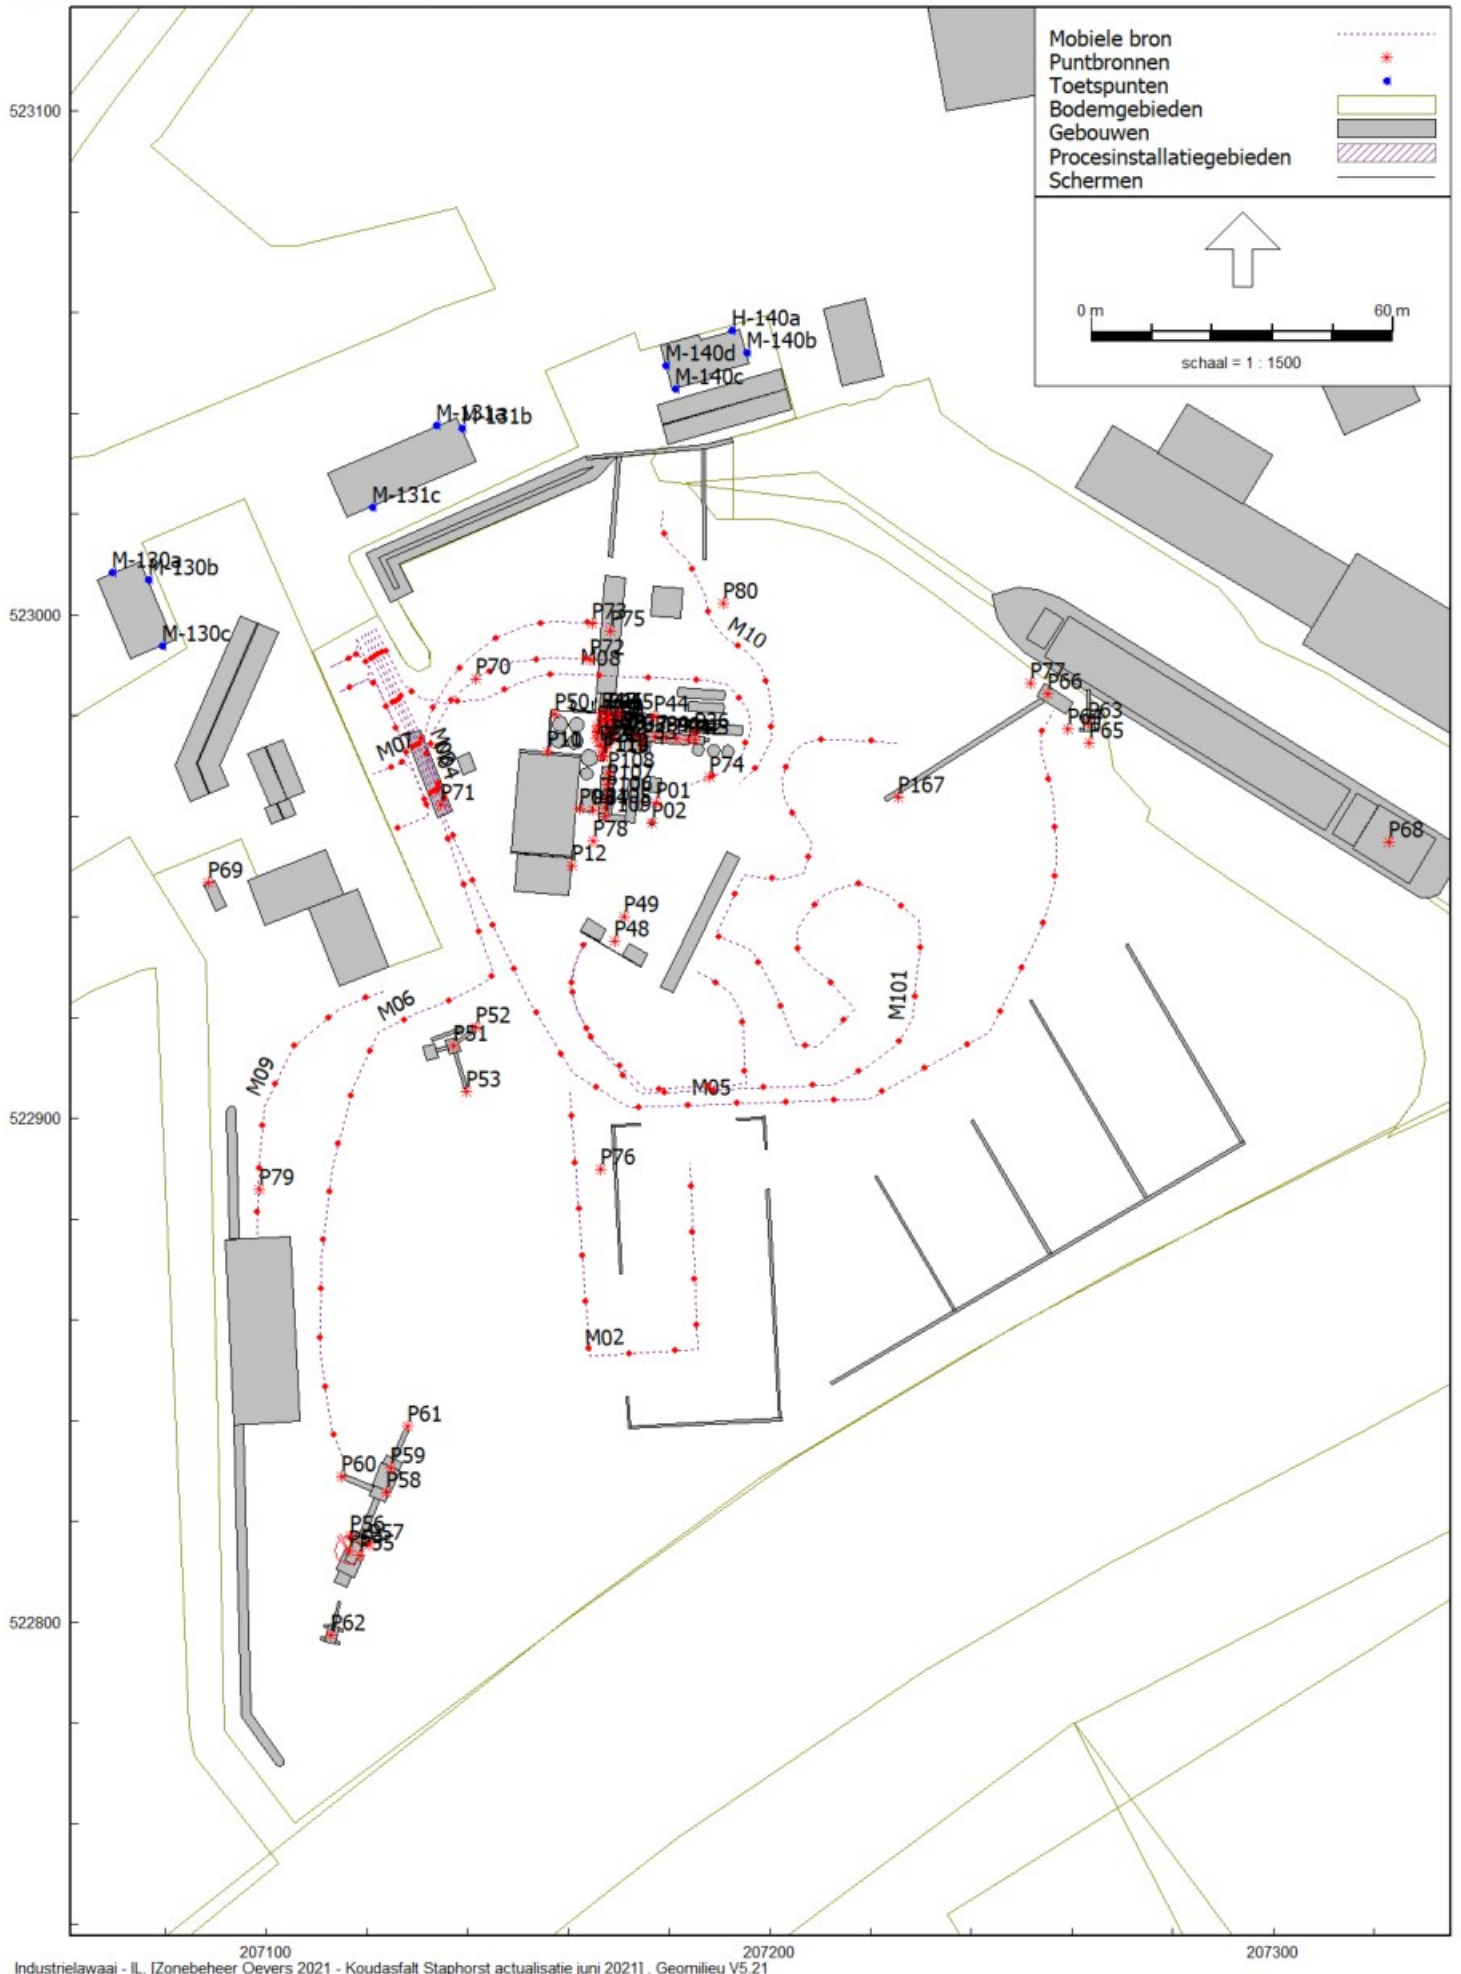 Mobiele bron
Puntbronnen
Toetspunten
Bodemgebieden
Gebouwen
Procesinstallatiegebieden
Schermen
0 m 60 m
schaal = 1 : 1500
523100
H-140a
M-140b
M-140d
M-140c
M-131a
M-131b
M-131c
M-130a
M-130b
M-130c
523000
P80
M10
P73
P75
P72
M08
P70
P77
P66
P50
P44
P63
P65
M07
P74
P108
P71
P01
P02
P167
P78
P12
P68
P69
P49
P48
M101
M06
P52
P51
P53
M09
M05
522900
P76
P79
M02
P61
P59
P60
P58
P56
P55
522800
P62
207100 207200 207300
Industrielawaai - IL, [Zonebeheer Oevers 2021 - Koudasfalt Staphorst actualisatie juni 2021] , Geomilieu V5.21